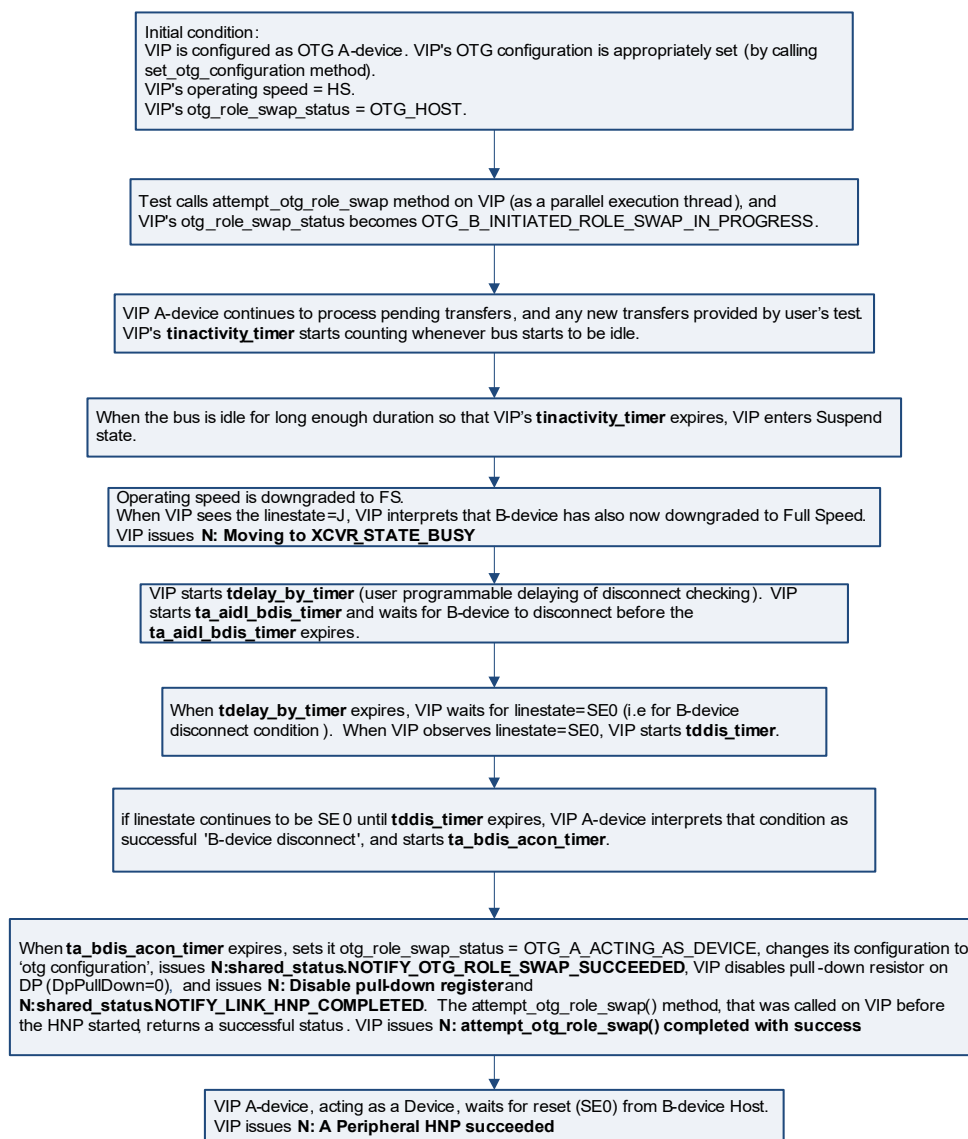 Initial condition:
VIP is configured as OTG A-device. VIP's OTG configuration is appropriately set (by calling
set_otg_configuration method).
VIP's operating speed = HS.
VIP's otg_role_swap_status = OTG_HOST.
Test calls attempt_otg_role_swap method on VIP (as a parallel execution thread), and
VIP's otg_role_swap_status becomes OTG_B_INITIATED_ROLE_SWAP_IN_PROGRESS.
VIP A-device continues to process pending transfers, and any new transfers provided by user's test.
VIP's tinactivity_timer starts counting whenever bus starts to be idle.
When the bus is idle for long enough duration so that VIP's tinactivity_timer expires, VIP enters Suspend
state.
Operating speed is downgraded to FS.
When VIP sees the linestate=J, VIP interprets that B-device has also now downgraded to Full Speed.
VIP issues N: Moving to XCVR_STATE_BUSY
VIP starts tdelay_by_timer (user programmable delaying of disconnect checking). VIP
starts ta_aidl_bdis_timer and waits for B-device to disconnect before the
ta_aidl_bdis_timer expires.
When tdelay_by_timer expires, VIP waits for linestate=SE0 (i.e for B-device
disconnect condition). When VIP observes linestate=SE0, VIP starts tddis_timer.
if linestate continues to be SE0 until tddis_timer expires, VIP A-device interprets that condition as
successful 'B-device disconnect', and starts ta_bdis_acon_timer.
When ta_bdis_acon_timer expires, sets it otg_role_swap_status = OTG_A_ACTING_AS_DEVICE, changes its configuration to
'otg configuration', issues N:shared_status.NOTIFY_OTG_ROLE_SWAP_SUCCEEDED, VIP disables pull-down resistor on
DP (DpPullDown=0), and issues N: Disable pull-down register and
N:shared_status.NOTIFY_LINK_HNP_COMPLETED. The attempt_otg_role_swap() method, that was called on VIP before
the HNP started, returns a successful status. VIP issues N: attempt_otg_role_swap() completed with success
VIP A-device, acting as a Device, waits for reset (SE0) from B-device Host.
VIP issues N: A Peripheral HNP succeeded